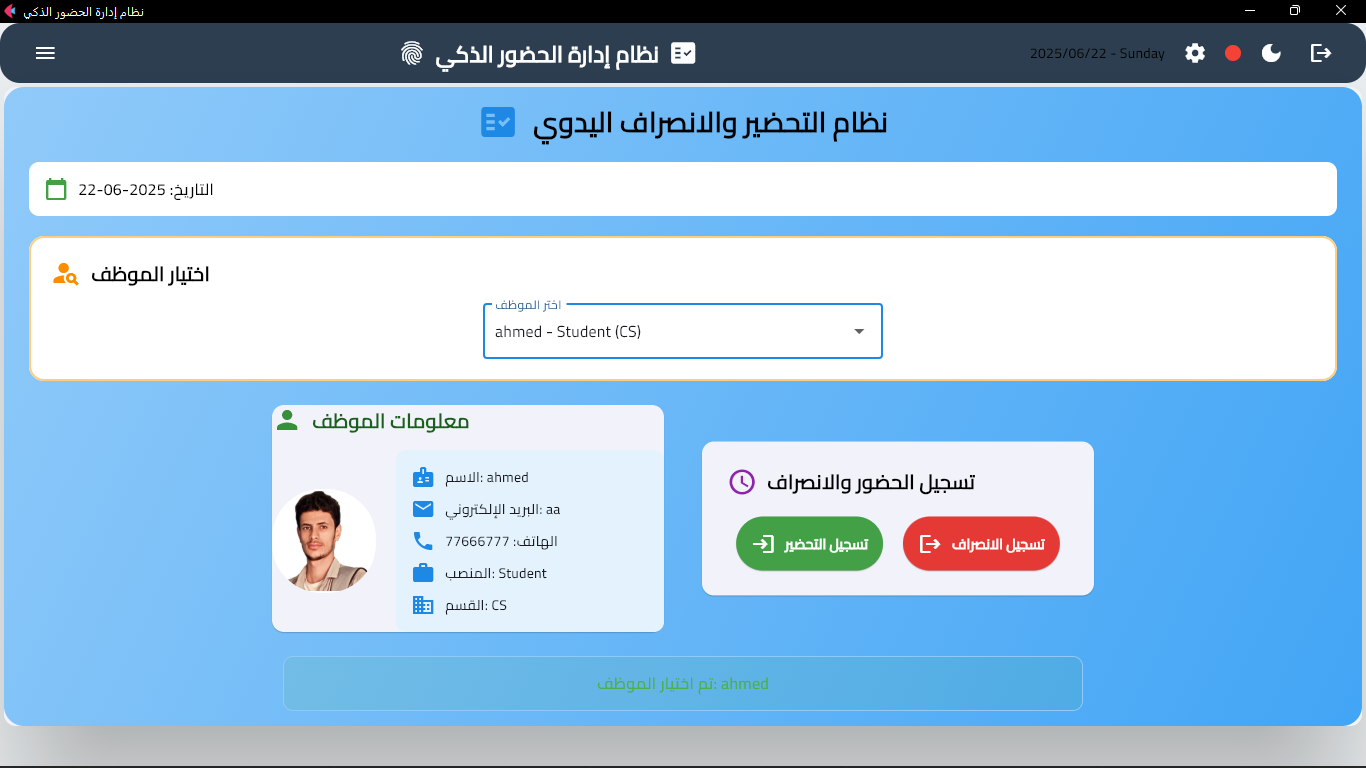 نظام إدارة الحضور الذكي
نظام إدارة الحضور الذكي
2025/06/22 - Sunday
نظام التحضير والانصراف اليدوي
التاريخ: 2025-06-22
اختيار الموظف
اختر الموظف
ahmed - Student (CS)
معلومات الموظف
الاسم: ahmed
البريد الإلكتروني: aa
الهاتف: 77666777
المنصب: Student
القسم: CS
تسجيل الحضور والانصراف
تسجيل التحضير
تسجيل الانصراف
تم اختيار الموظف: ahmed